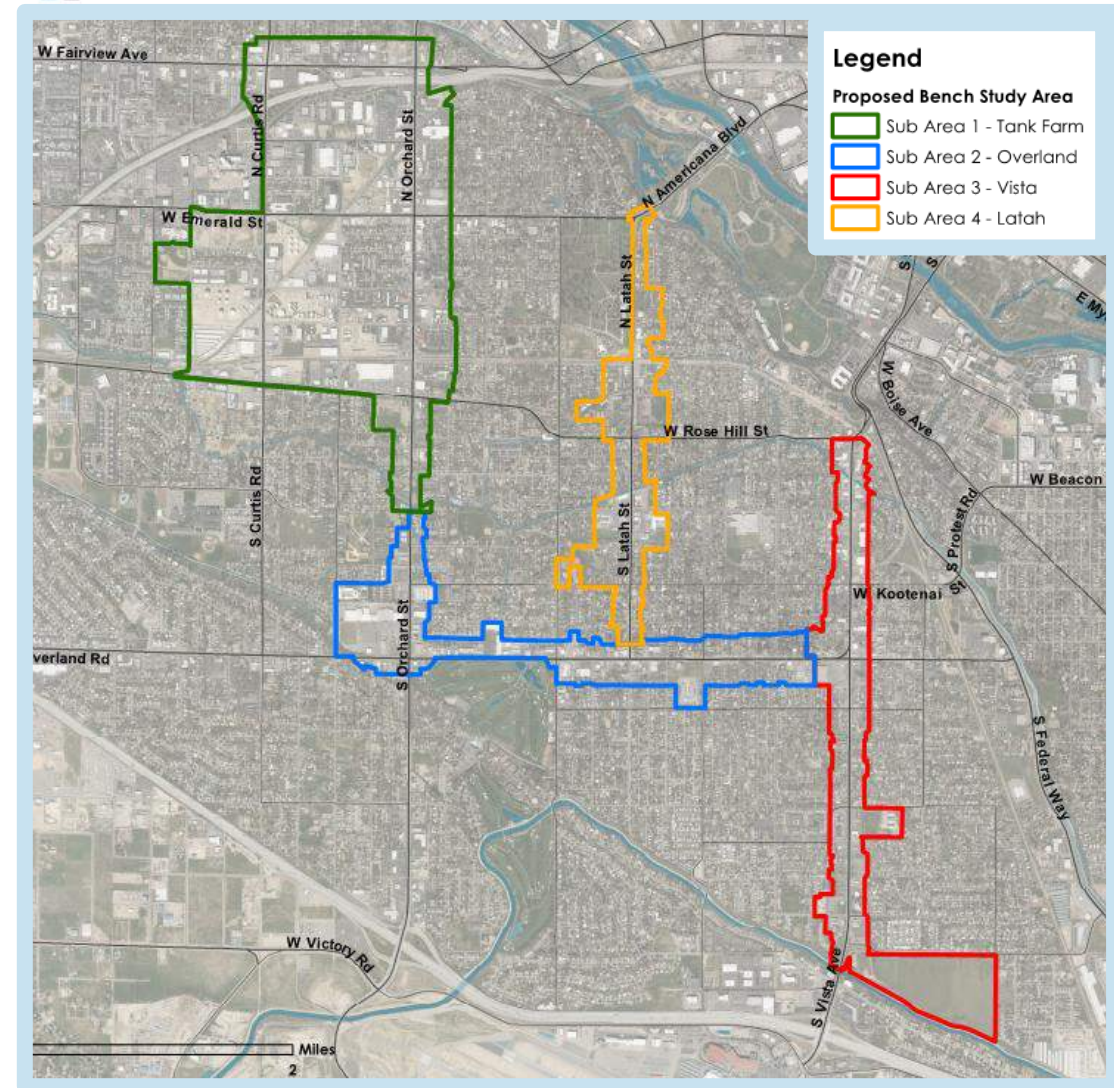 Legend
Proposed Bench Study Area
Sub Area 1 - Tank Farm
Sub Area 2 - Overland
Sub Area 3 - Vista
Sub Area 4 - Latah
W Fairview Ave
N Curtis Rd
N Orchard St
N Americana Blvd
W Emerald St
N Latah St
S
S
E My
W Boise Ave
W Rose Hill St
W Beacon
S Curtis Rd
S Latah St
S Protest Rd
W Kootenai St
S Orchard St
verland Rd
S Federal Way
W Victory Rd
S Vista Ave
Miles
2